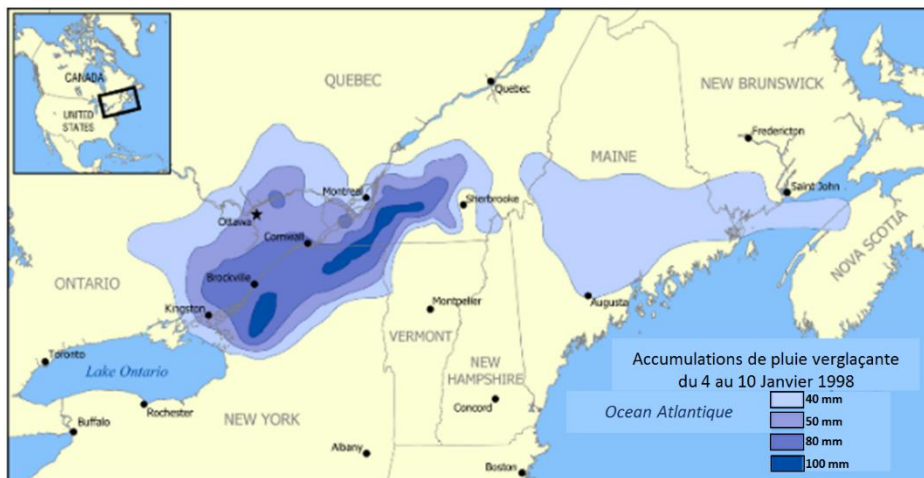 CANADA
UNITED
STATES
QUEBEC
Quebec
NEW BRUNSWICK
Fredericton
MAINE
Saint John
Montreal
Sherbrooke
Ottawa
Cornwall
NOVA SCOTIA
ONTARIO
Brockville
Kingston
Augusta
Montpelier
VERMONT
Toronto
Lake Ontario
NEW
HAMPSHIRE
Rochester
Concord
NEW YORK
Buffalo
Albany
Boston
Accumulations de pluie verglaçante
du 4 au 10 Janvier 1998
Ocean Atlantique
40 mm
50 mm
80 mm
100 mm